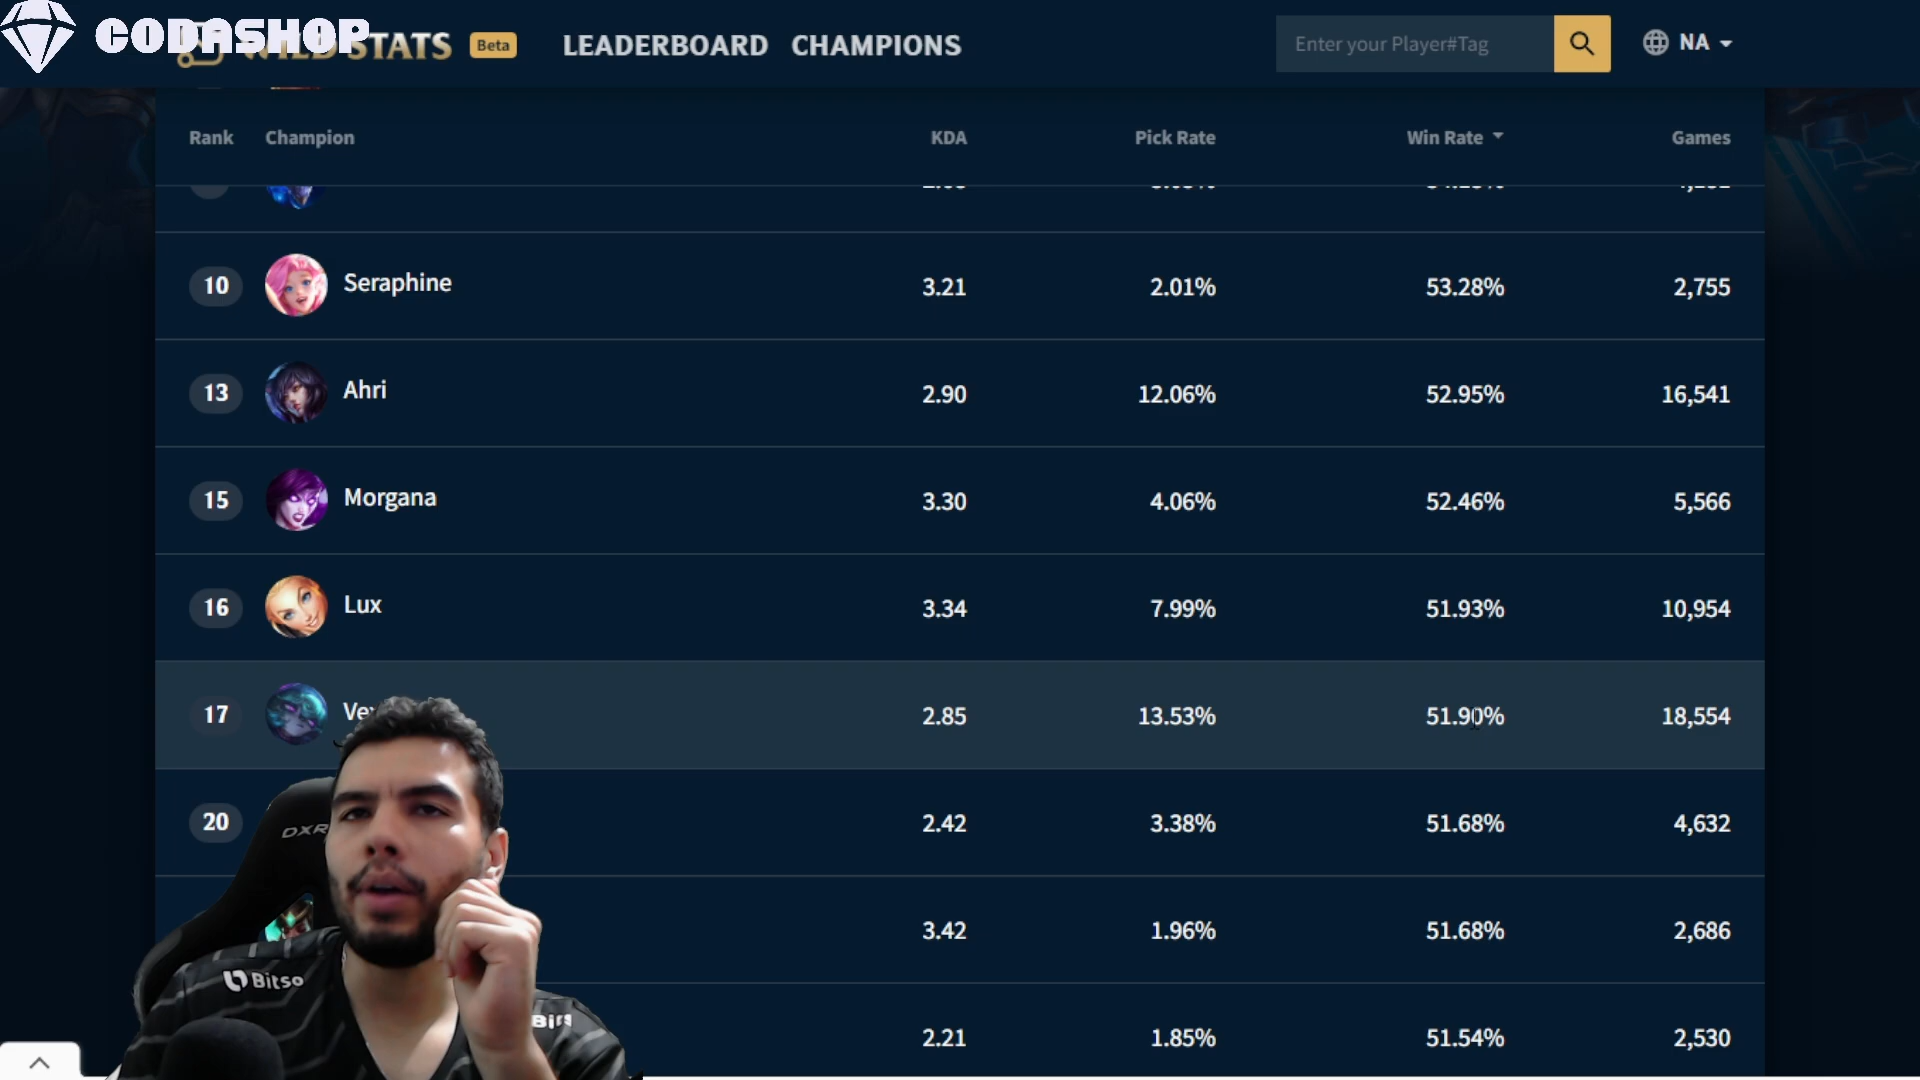 CODASHOP
WILD STATS Beta LEADERBOARD CHAMPIONS Enter your Player#Tag NA
Rank Champion KDA Pick Rate Win Rate Games
10 Seraphine 3.21 2.01% 53.28% 2,755
13 Ahri 2.90 12.06% 52.95% 16,541
15 Morgana 3.30 4.06% 52.46% 5,566
16 Lux 3.34 7.99% 51.93% 10,954
17 2.85 13.53% 51.90% 18,554
20 2.42 3.38% 51.68% 4,632
DXR
3.42 1.96% 51.68% 2,686
Bitso
2.21 1.85% 51.54% 2,530